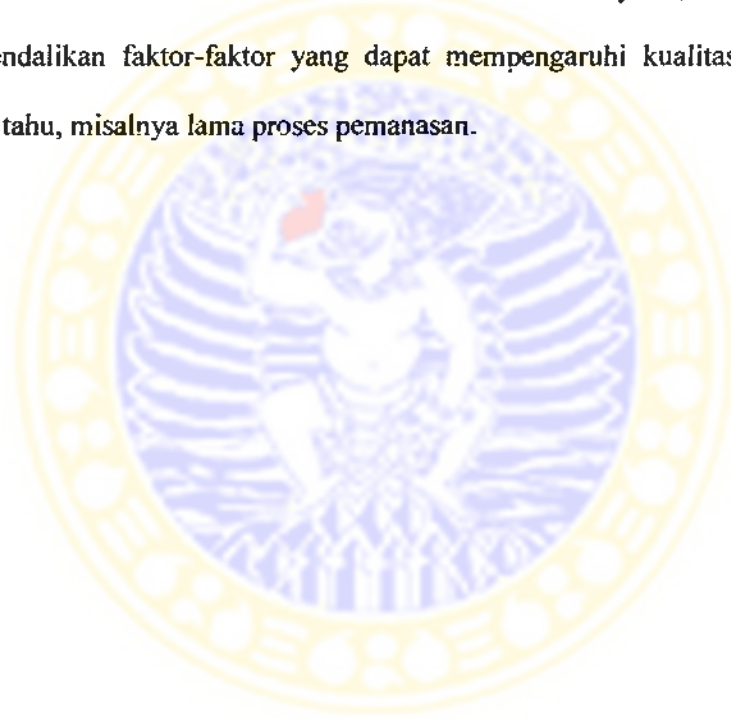 endalikan faktor-faktor yang dapat mempengaruhi kualitas
tahu, misalnya lama proses pemanasan.